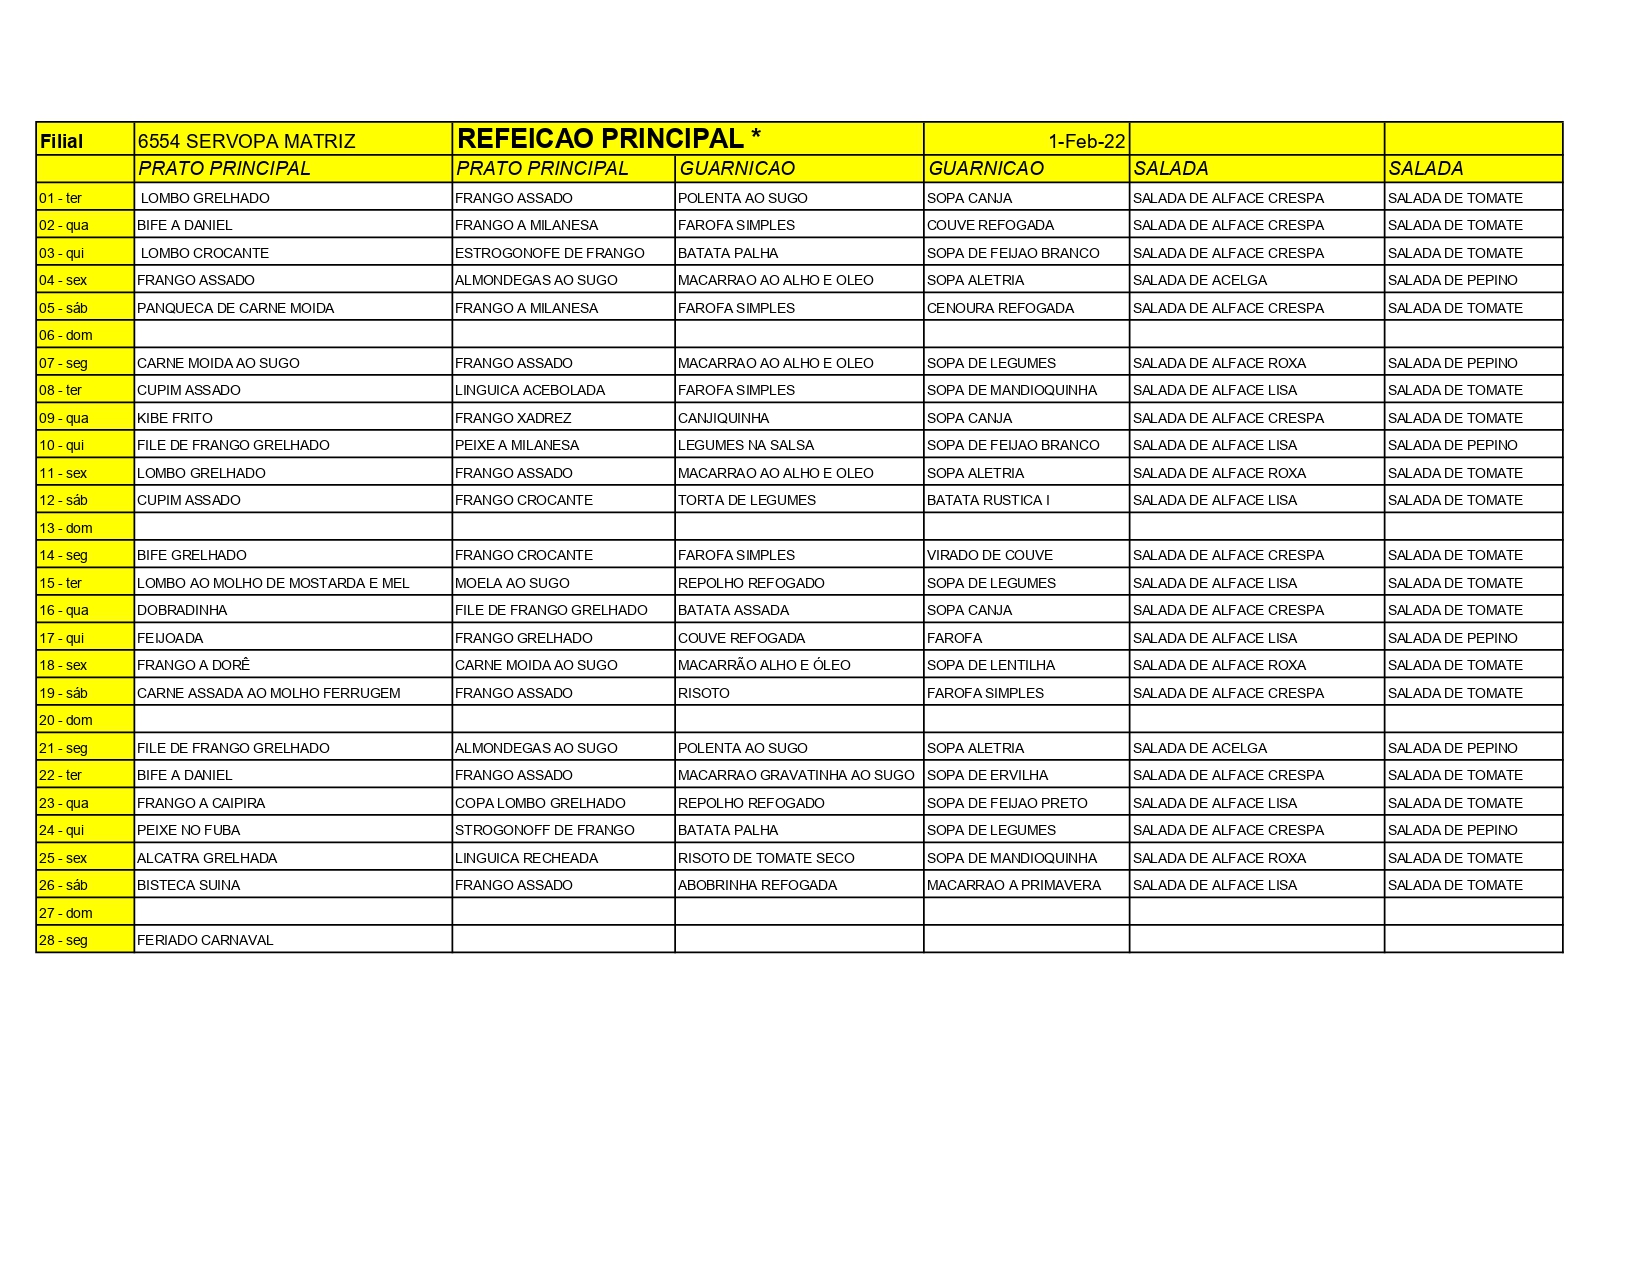 Filial 6554 SERVOPA MATRIZ REFEICAO PRINCIPAL * 1-Feb-22
PRATO PRINCIPAL PRATO PRINCIPAL GUARNICAO GUARNICAO SALADA SALADA
01 - ter LOMBO GRELHADO FRANGO ASSADO POLENTA AO SUGO SOPA CANJA SALADA DE ALFACE CRESPA SALADA DE TOMATE
02 - qua BIFE A DANIEL FRANGO A MILANESA FAROFA SIMPLES COUVE REFOGADA SALADA DE ALFACE CRESPA SALADA DE TOMATE
03 - qui LOMBO CROCANTE ESTROGONOFE DE FRANGO BATATA PALHA SOPA DE FEIJAO BRANCO SALADA DE ALFACE CRESPA SALADA DE TOMATE
04 - sex FRANGO ASSADO ALMONDEGAS AO SUGO MACARRAO AO ALHO E OLEO SOPA ALETRIA SALADA DE ACELGA SALADA DE PEPINO
05 - sáb PANQUECA DE CARNE MOIDA FRANGO A MILANESA FAROFA SIMPLES CENOURA REFOGADA SALADA DE ALFACE CRESPA SALADA DE TOMATE
06 - dom
07 - seg CARNE MOIDA AO SUGO FRANGO ASSADO MACARRAO AO ALHO E OLEO SOPA DE LEGUMES SALADA DE ALFACE ROXA SALADA DE PEPINO
08 - ter CUPIM ASSADO LINGUICA ACEBOLADA FAROFA SIMPLES SOPA DE MANDIOQUINHA SALADA DE ALFACE LISA SALADA DE TOMATE
09 - qua KIBE FRITO FRANGO XADREZ CANJIQUINHA SOPA CANJA SALADA DE ALFACE CRESPA SALADA DE TOMATE
10 - qui FILE DE FRANGO GRELHADO PEIXE A MILANESA LEGUMES NA SALSA SOPA DE FEIJAO BRANCO SALADA DE ALFACE LISA SALADA DE PEPINO
11 - sex LOMBO GRELHADO FRANGO ASSADO MACARRAO AO ALHO E OLEO SOPA ALETRIA SALADA DE ALFACE ROXA SALADA DE TOMATE
12 - sáb CUPIM ASSADO FRANGO CROCANTE TORTA DE LEGUMES BATATA RUSTICA I SALADA DE ALFACE LISA SALADA DE TOMATE
13 - dom
14 - seg BIFE GRELHADO FRANGO CROCANTE FAROFA SIMPLES VIRADO DE COUVE SALADA DE ALFACE CRESPA SALADA DE TOMATE
15 - ter LOMBO AO MOLHO DE MOSTARDA E MEL MOELA AO SUGO REPOLHO REFOGADO SOPA DE LEGUMES SALADA DE ALFACE LISA SALADA DE TOMATE
16 - qua DOBRADINHA FILE DE FRANGO GRELHADO BATATA ASSADA SOPA CANJA SALADA DE ALFACE CRESPA SALADA DE TOMATE
17 - qui FEIJOADA FRANGO GRELHADO COUVE REFOGADA FAROFA SALADA DE ALFACE LISA SALADA DE PEPINO
18 - sex FRANGO A DORÊ CARNE MOIDA AO SUGO MACARRÃO ALHO E ÓLEO SOPA DE LENTILHA SALADA DE ALFACE ROXA SALADA DE TOMATE
19 - sáb CARNE ASSADA AO MOLHO FERRUGEM FRANGO ASSADO RISOTO FAROFA SIMPLES SALADA DE ALFACE CRESPA SALADA DE TOMATE
20 - dom
21 - seg FILE DE FRANGO GRELHADO ALMONDEGAS AO SUGO POLENTA AO SUGO SOPA ALETRIA SALADA DE ACELGA SALADA DE PEPINO
22 - ter BIFE A DANIEL FRANGO ASSADO MACARRAO GRAVATINHA AO SUGO SOPA DE ERVILHA SALADA DE ALFACE CRESPA SALADA DE TOMATE
23 - qua FRANGO A CAIPIRA COPA LOMBO GRELHADO REPOLHO REFOGADO SOPA DE FEIJAO PRETO SALADA DE ALFACE LISA SALADA DE TOMATE
24 - qui PEIXE NO FUBA STROGONOFF DE FRANGO BATATA PALHA SOPA DE LEGUMES SALADA DE ALFACE CRESPA SALADA DE PEPINO
25 - sex ALCATRA GRELHADA LINGUICA RECHEADA RISOTO DE TOMATE SECO SOPA DE MANDIOQUINHA SALADA DE ALFACE ROXA SALADA DE TOMATE
26 - sáb BISTECA SUINA FRANGO ASSADO ABOBRINHA REFOGADA MACARRAO A PRIMAVERA SALADA DE ALFACE LISA SALADA DE TOMATE
27 - dom
28 - seg FERIADO CARNAVAL